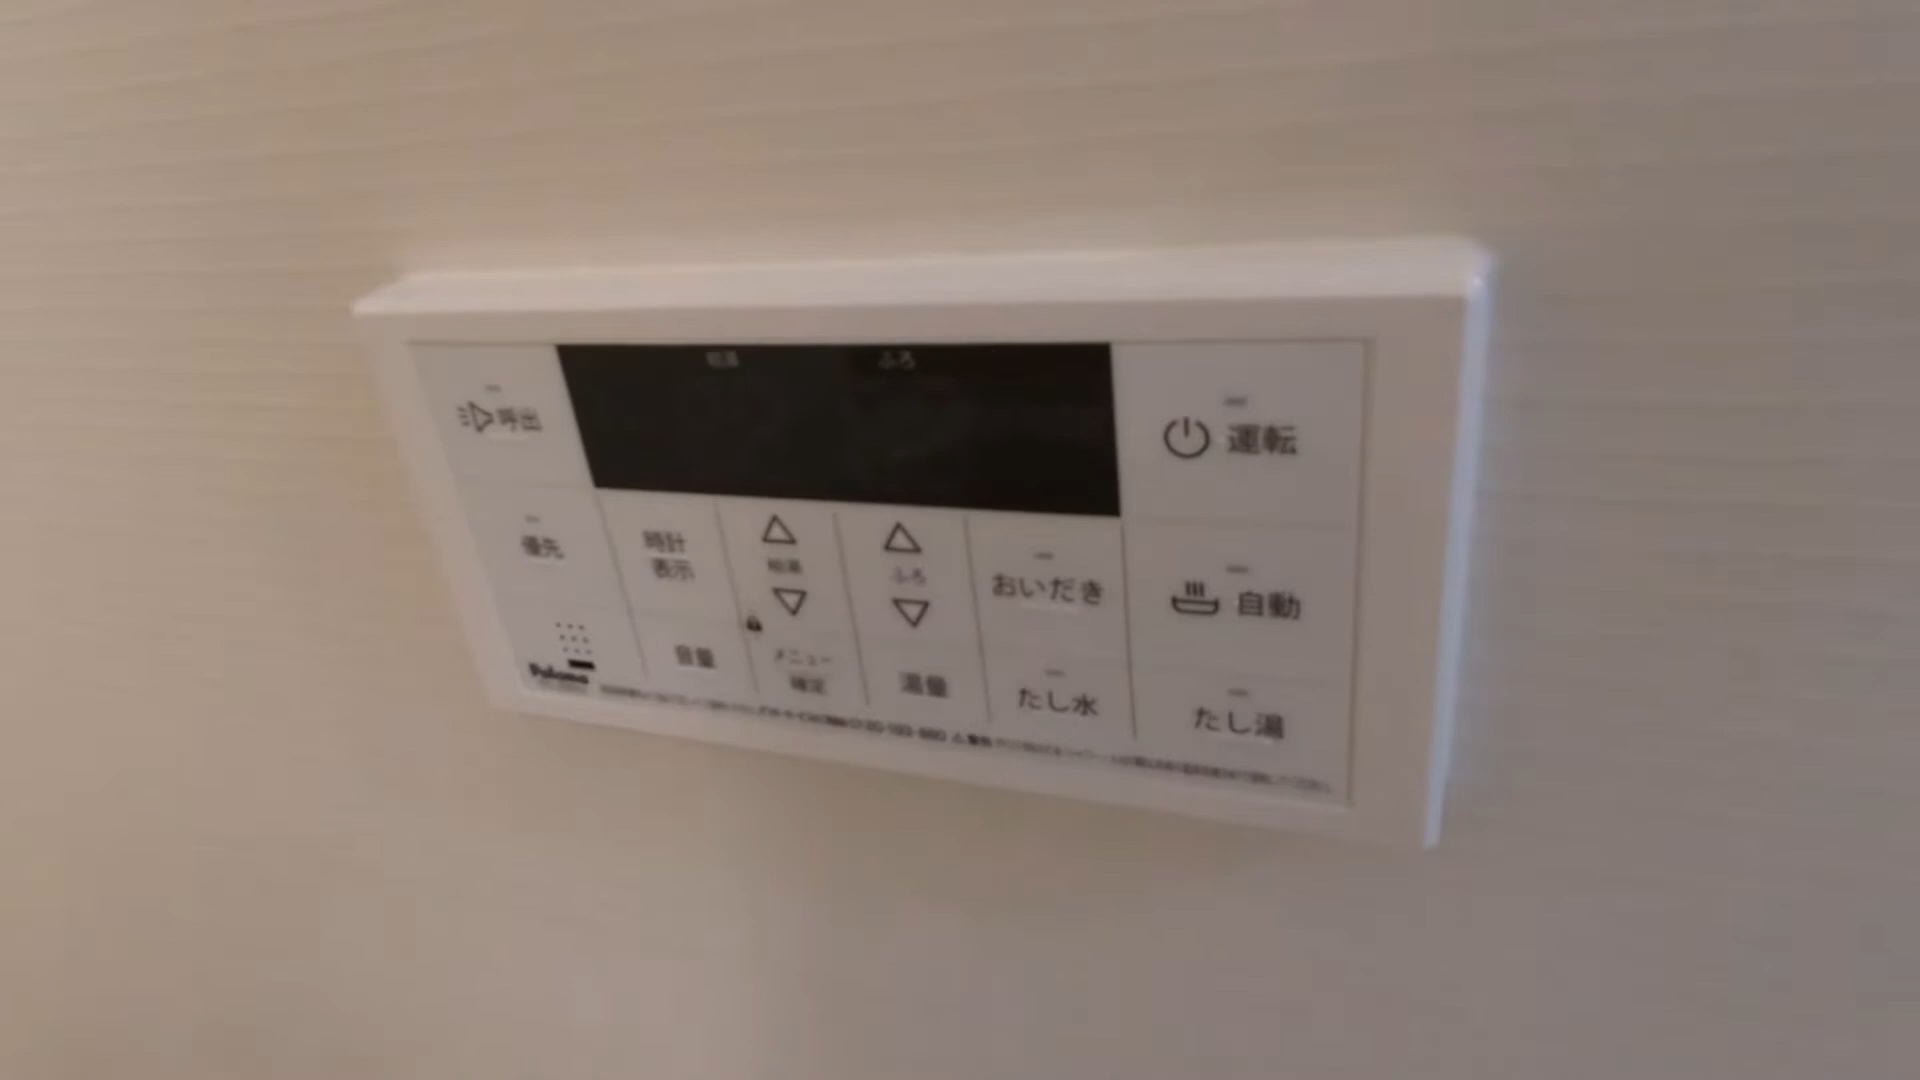 給湯 ふろ
呼出
運転
優先
時計
表示
給湯
ふろ
おいだき
自動
音量
メニュー
確定
湯量
たし水
たし湯
Paloma